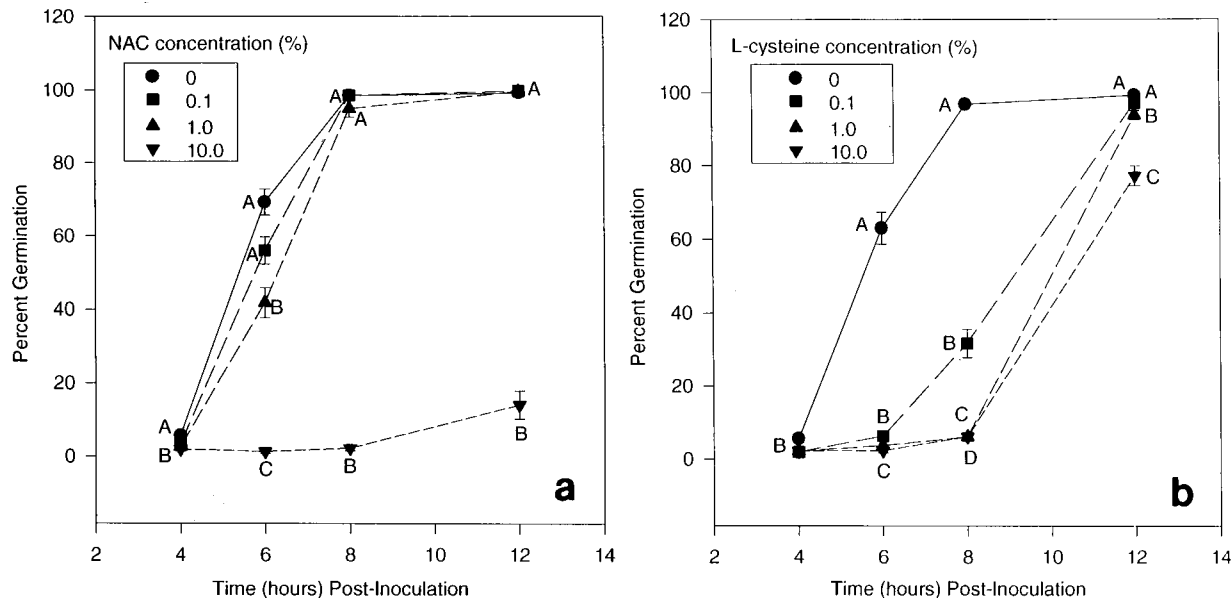 120
100
80
60
40
20
0
Percent Germination
NAC concentration (%)
0
0.1
1.0
10.0
A
B
A
A
B
C
A
A
B
A
B
2
4
6
8
10
12
14
Time (hours) Post-Inoculation
a
120
100
80
60
40
20
0
Percent Germination
L-cysteine concentration (%)
0
0.1
1.0
10.0
B
A
B
C
A
B
C
D
A
A
B
C
2
4
6
8
10
12
14
Time (hours) Post-Inoculation
b